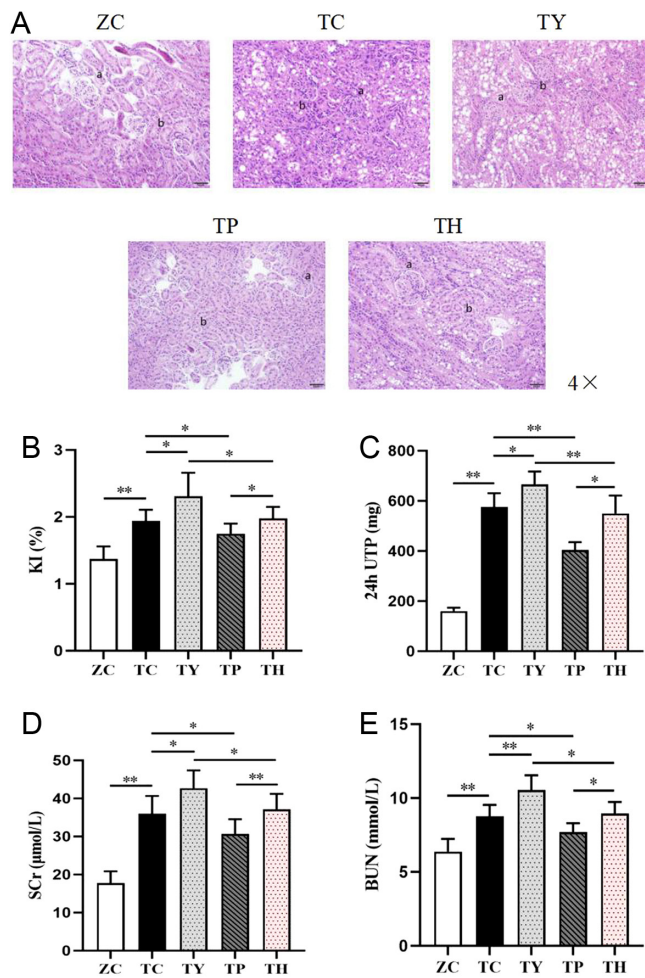 A
ZC TC TY
a b
b a
a b
TP TH
a b
a b
4×
B
KI (%)
3
2
1
0
** * * * *
ZC TC TY TP TH
C
24h UTP (mg)
800
600
400
200
0
** * ** ** *
ZC TC TY TP TH
D
SCr (μmol/L)
50
40
30
20
10
0
** * * * **
ZC TC TY TP TH
E
BUN (mmol/L)
15
10
5
0
** ** * * *
ZC TC TY TP TH